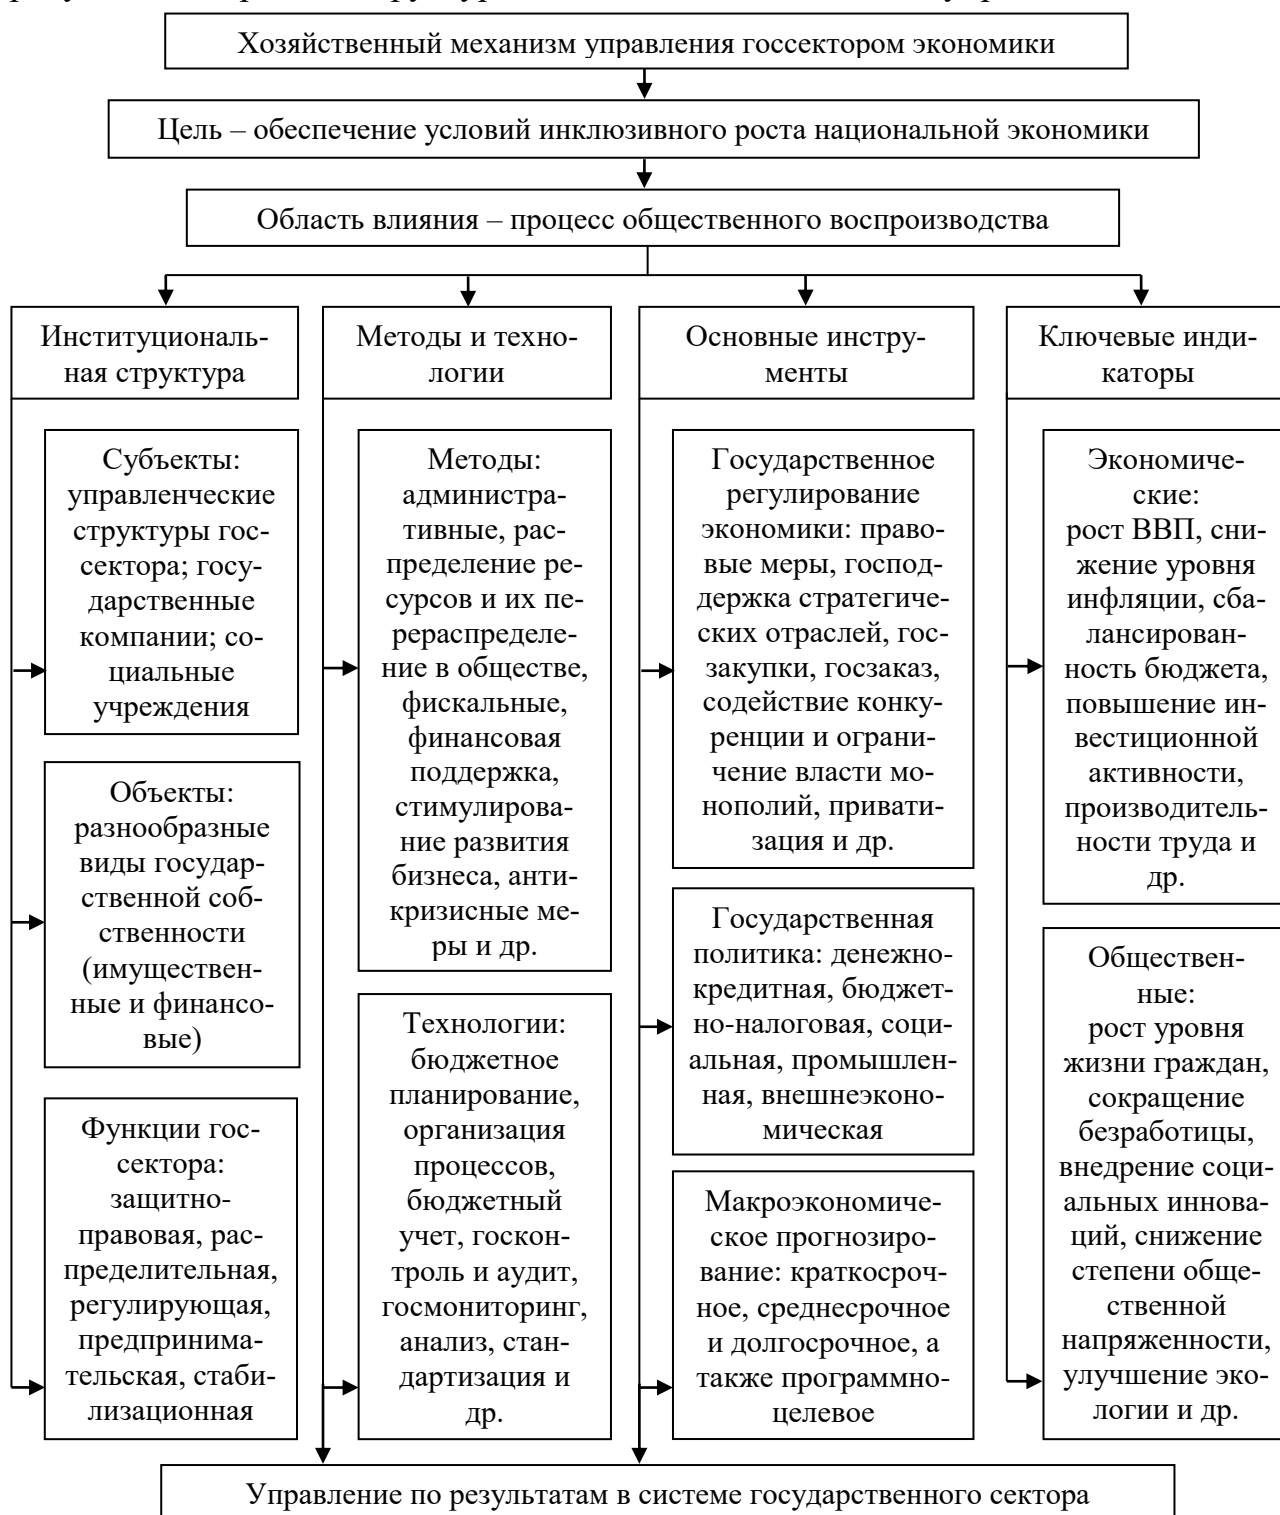 Хозяйственный механизм управления госсектором экономики
Цель – обеспечение условий инклюзивного роста национальной экономики
Область влияния – процесс общественного воспроизводства
Институциональ-
ная структура
Субъекты:
управленческие
структуры гос-
сектора; госу-
дарственные
компании; со-
циальные
учреждения
Объекты:
разнообразные
виды государ-
ственной соб-
ственности
(имуществен-
ные и финансо-
вые)
Функции гос-
сектора:
защитно-
правовая, рас-
пределительная,
регулирующая,
предпринима-
тельская, стаби-
лизационная
Методы и техно-
логии
Методы:
администра-
тивные, рас-
пределение ре-
сурсов и их пе-
рераспределе-
ние в обществе,
фискальные,
финансовая
поддержка,
стимулирова-
ние развития
бизнеса, анти-
кризисные ме-
ры и др.
Технологии:
бюджетное
планирование,
организация
процессов,
бюджетный
учет, госкон-
троль и аудит,
госмониторинг,
анализ, стан-
дартизация и
др.
Основные инстру-
менты
Государственное
регулирование
экономики: право-
вые меры, господ-
держка стратегиче-
ских отраслей, гос-
закупки, госзаказ,
содействие конку-
ренции и ограни-
чение власти мо-
нополий, привати-
зация и др.
Государственная
политика: денежно-
кредитная, бюджет-
но-налоговая, соци-
альная, промышлен-
ная, внешнеэконо-
мическая
Макроэкономиче-
ское прогнозиро-
вание: краткосроч-
ное, среднесрочное
и долгосрочное, а
также программно-
целевое
Ключевые инди-
каторы
Экономиче-
ские:
рост ВВП, сни-
жение уровня
инфляции, сба-
лансирован-
ность бюджета,
повышение ин-
вестиционной
активности,
производитель-
ности труда и
др.
Обществен-
ные:
рост уровня
жизни граждан,
сокращение
безработицы,
внедрение соци-
альных иннова-
ций, снижение
степени обще-
ственной
напряженности,
улучшение эко-
логии и др.
Управление по результатам в системе государственного сектора